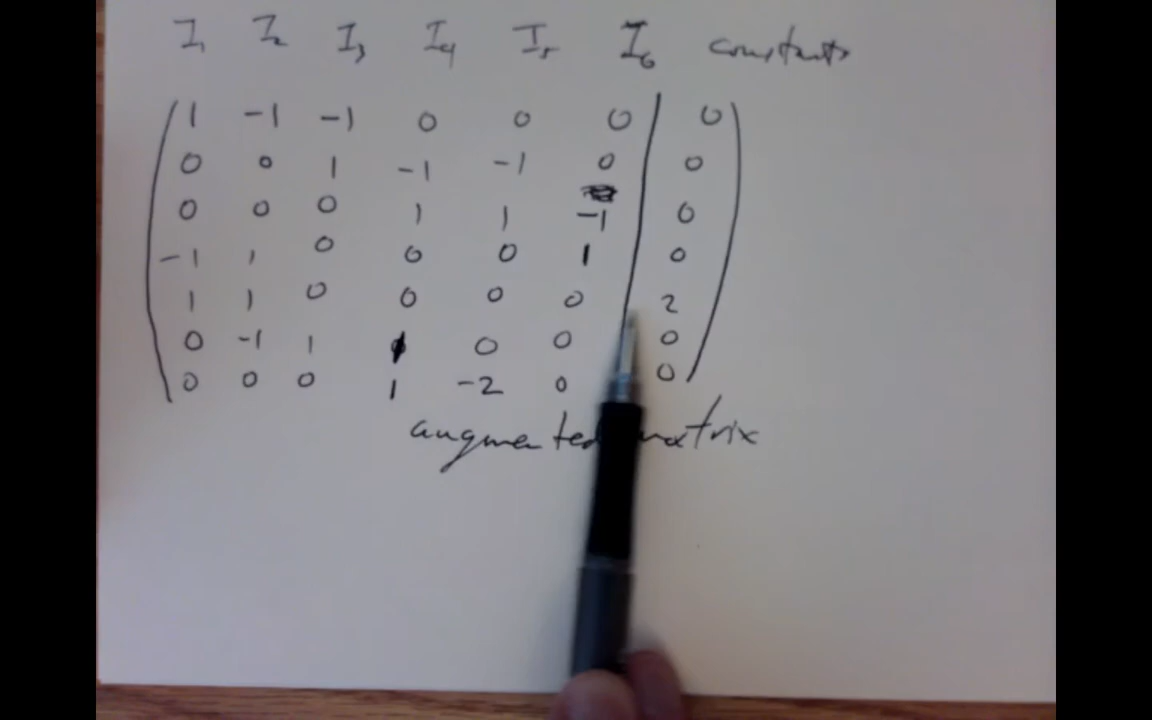 I1 I2 I3 I4 I5 I6 constants
1 -1 -1 0 0 0 0
0 0 1 -1 -1 0 0
0 0 0 1 1 -1 0
-1 1 0 0 0 1 0
1 1 0 0 0 0 2
0 -1 1 0 0 0
0 0 0 1 -2 0 0
augmented matrix